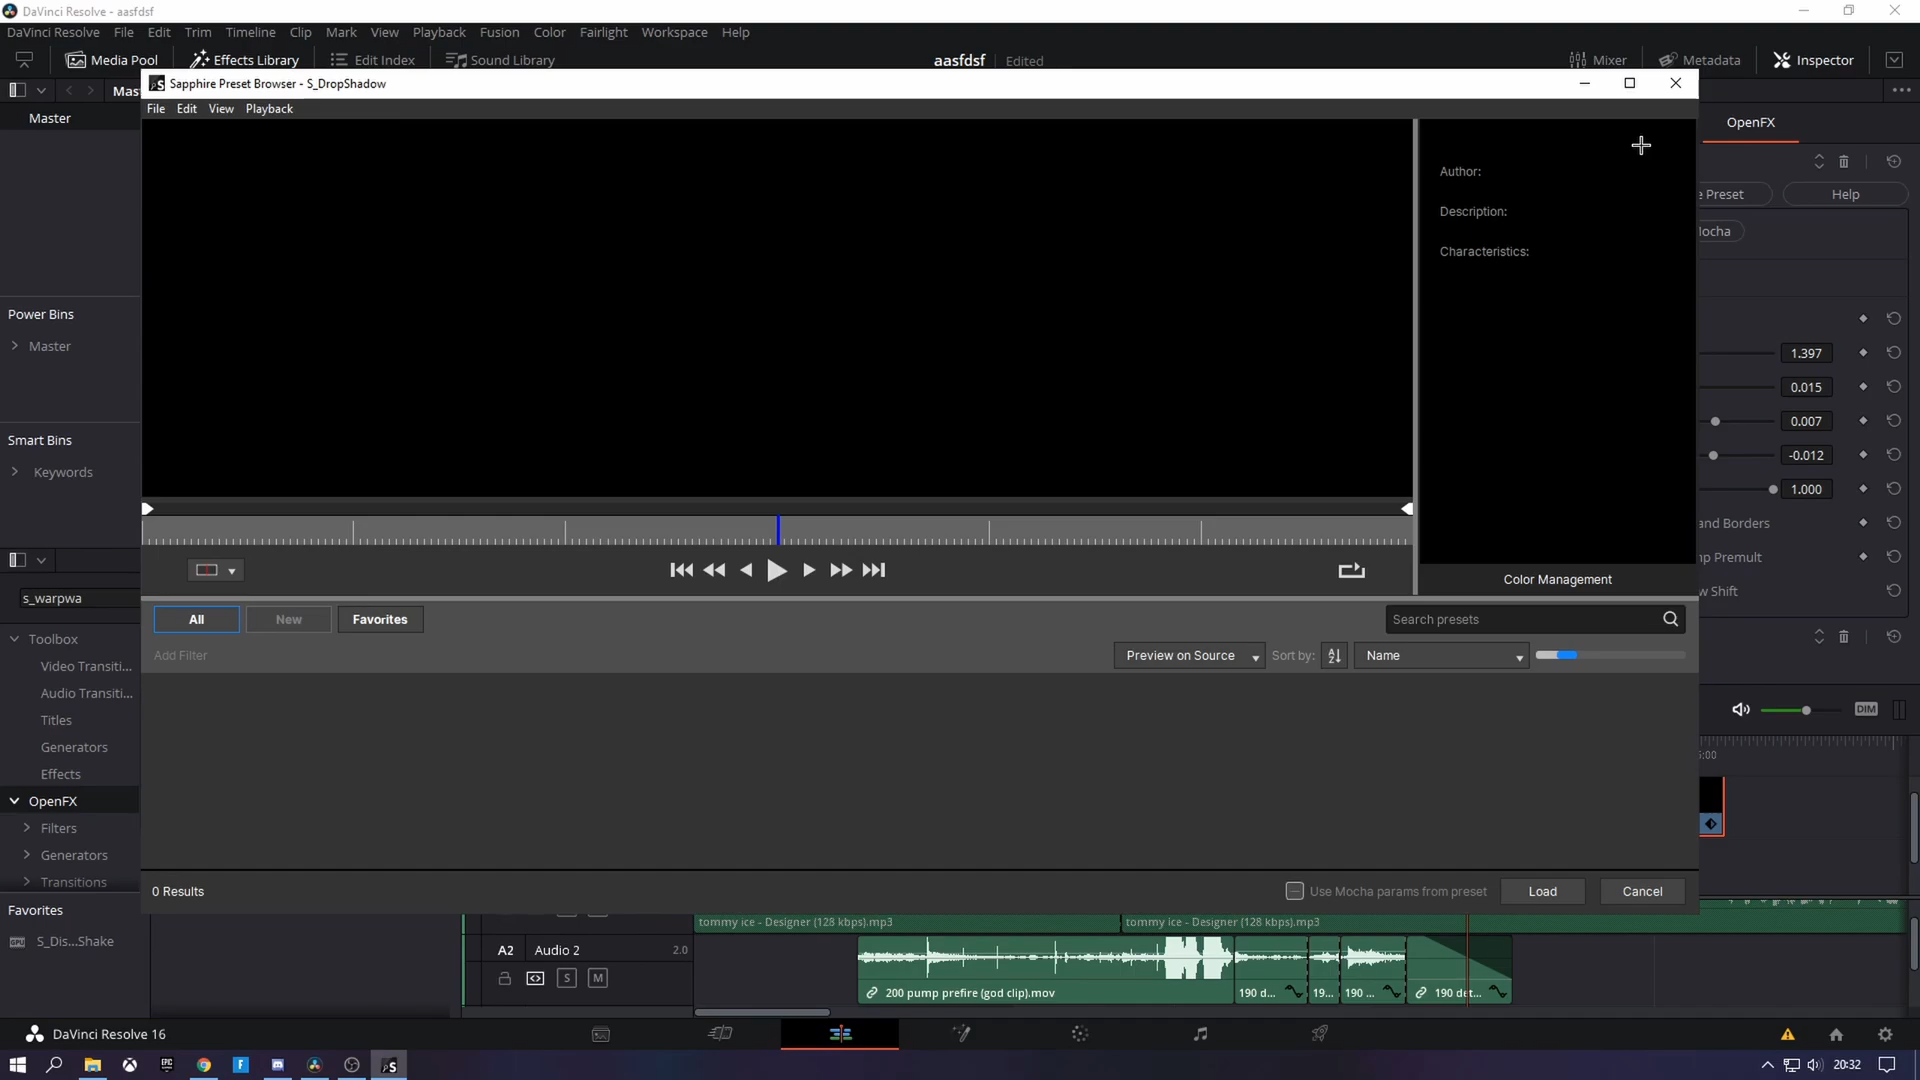 DaVinci Resolve - aasfdsf
DaVinci Resolve File Edit Trim Timeline Clip Mark View Playback Fusion Color Fairlight Workspace Help
Media Pool Effects Library Edit Index Sound Library aasfdsf Edited Mixer Metadata Inspector
Mas
Sapphire Preset Browser - S_DropShadow
File Edit View Playback
Master
OpenFX
Author:
Description:
Characteristics:
e Preset
Help
Mocha
Power Bins
Master
1.397
0.015
0.007
-0.012
1.000
Smart Bins
Keywords
and Borders
p Premult
w Shift
Color Management
s_warpwa
All New Favorites
Search presets
Add Filter
Preview on Source Sort by: Name
Toolbox
Video Transiti...
Audio Transiti...
Titles
Generators
Effects
OpenFX
Filters
Generators
Transitions
DIM
5:00
0 Results
Use Mocha params from preset
Load
Cancel
Favorites
S_Dis...Shake
tommy ice - Designer (128 kbps).mp3
tommy ice - Designer (128 kbps).mp3
A2 Audio 2 2.0
S M
200 pump prefire (god clip).mov
190 d...
19...
190 ...
190 det...
DaVinci Resolve 16
EPIC
20:32